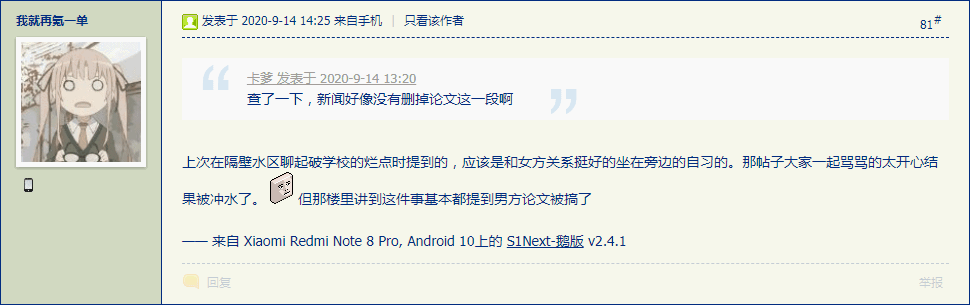 我就再氪一单
发表于 2020-9-14 14:25 来自手机 | 只看该作者
81#
卡爹 发表于 2020-9-14 13:20
查了一下，新闻好像没有删掉论文这一段啊
上次在隔壁水区聊起破学校的烂点时提到的，应该是和女方关系挺好的坐在旁边的自习的。那帖子大家一起骂骂的太开心结
果被冲水了。 但那楼里讲到这件事基本都提到男方论文被搞了
—— 来自 Xiaomi Redmi Note 8 Pro, Android 10上的 S1Next-鹅版 v2.4.1
回复
举报